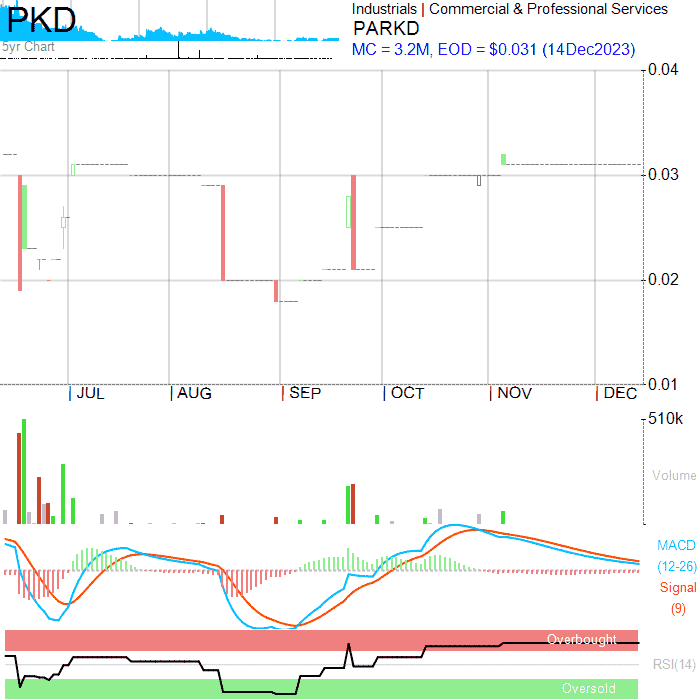 PKD
5yr Chart
Industrials | Commercial & Professional Services
PARKD
MC = 3.2M, EOD = $0.031 (14Dec2023)
0.04
0.03
0.02
0.01
JUL AUG SEP OCT NOV DEC
510k
Volume
MACD
(12-26)
Signal
(9)
Overbought
RSI(14)
Oversold